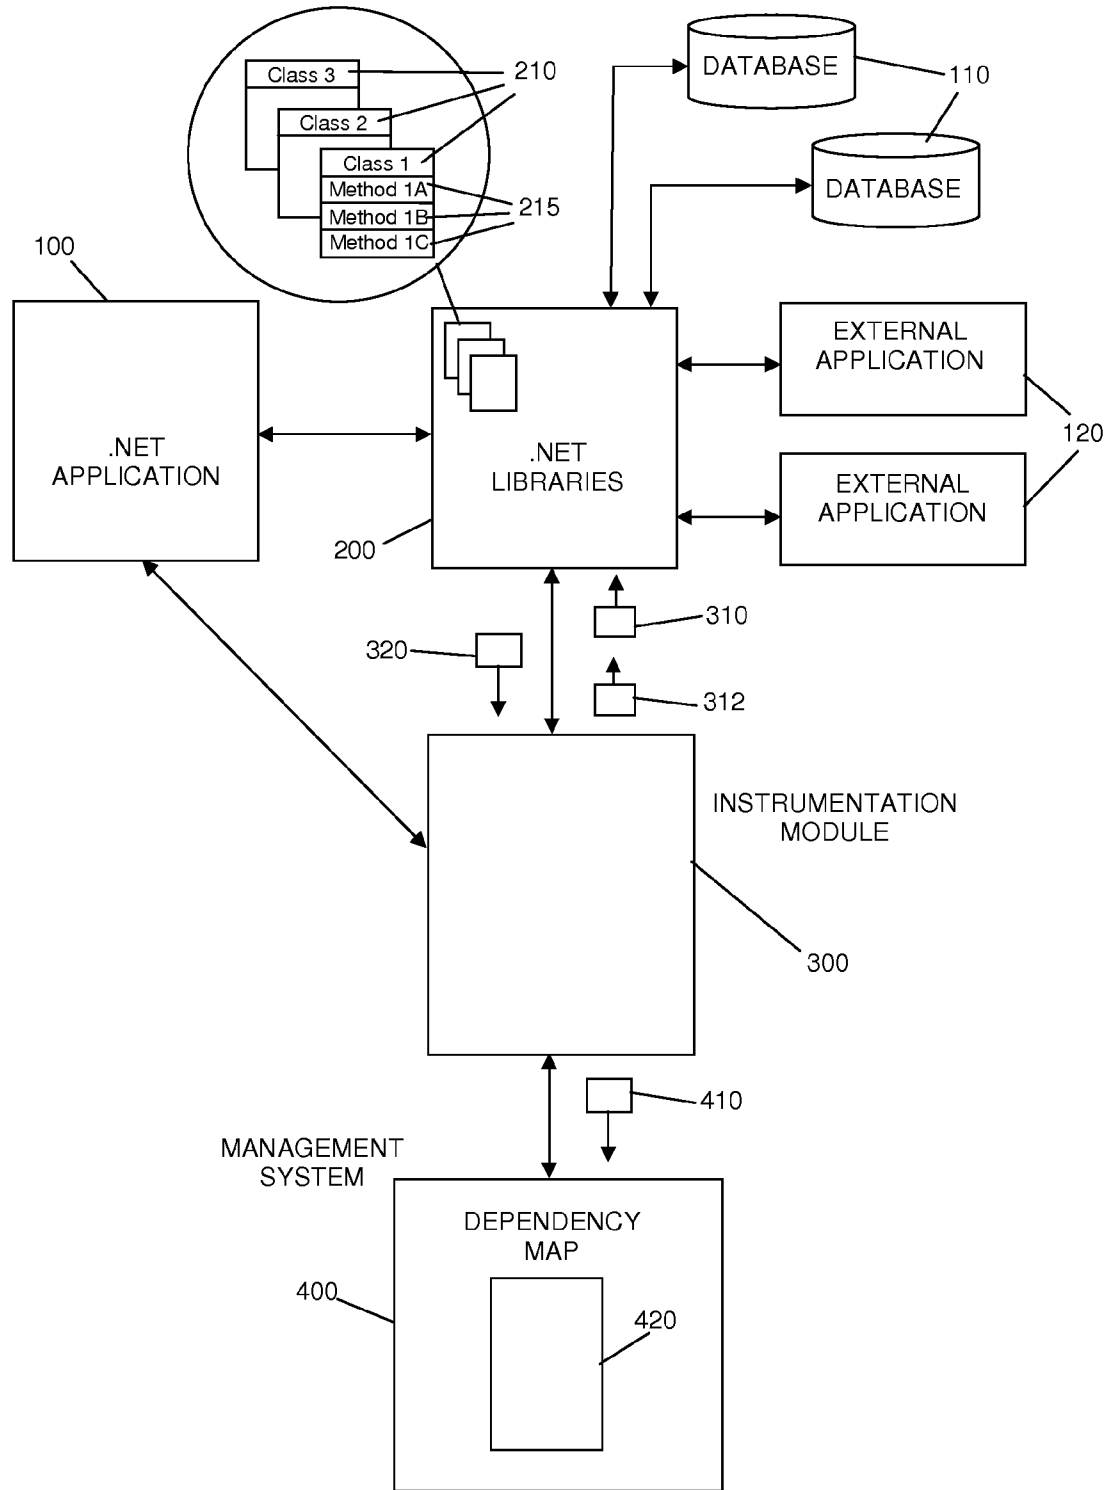 DATABASE
110
Class 3
210
Class 2
Class 1
Method 1A
Method 1B
215
Method 1C
DATABASE
100
EXTERNAL
APPLICATION
.NET
APPLICATION
.NET
LIBRARIES
120
EXTERNAL
APPLICATION
200
310
320
312
INSTRUMENTATION
MODULE
300
410
MANAGEMENT
SYSTEM
DEPENDENCY
MAP
400
420